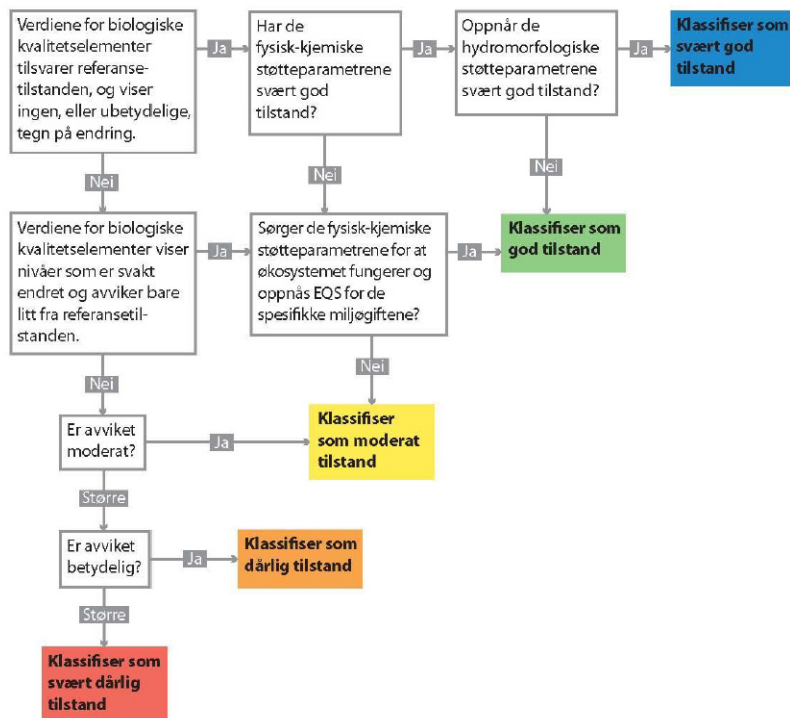 Verdiene for biologiske
kvalitetselementer
tilsvarer referanse-
tilstanden, og viser
ingen, eller ubetydelige,
tegn på endring.
Ja
Har de
fysisk-kjemiske
støtteparametrene
svært god
tilstand?
Ja
Oppnår de
hydromorfologiske
støtteparametrene
svært god tilstand?
Ja
Klassifiser som
svært god
tilstand
Nei
Nei
Nei
Verdiene for biologiske
kvalitetselementer viser
nivåer som er svakt
endret og avviker bare
litt fra referansetil-
standen.
Ja
Sørger de fysisk-kjemiske
støtteparametrene for at
økosystemet fungerer og
oppnås EQS for de
spesifikke miljøgiftene?
Ja
Klassifiser som
god tilstand
Nei
Nei
Er avviket
moderat?
Ja
Klassifiser
som moderat
tilstand
Større
Er avviket
betydelig?
Ja
Klassifiser som
dårlig tilstand
Større
Klassifiser som
svært dårlig
tilstand